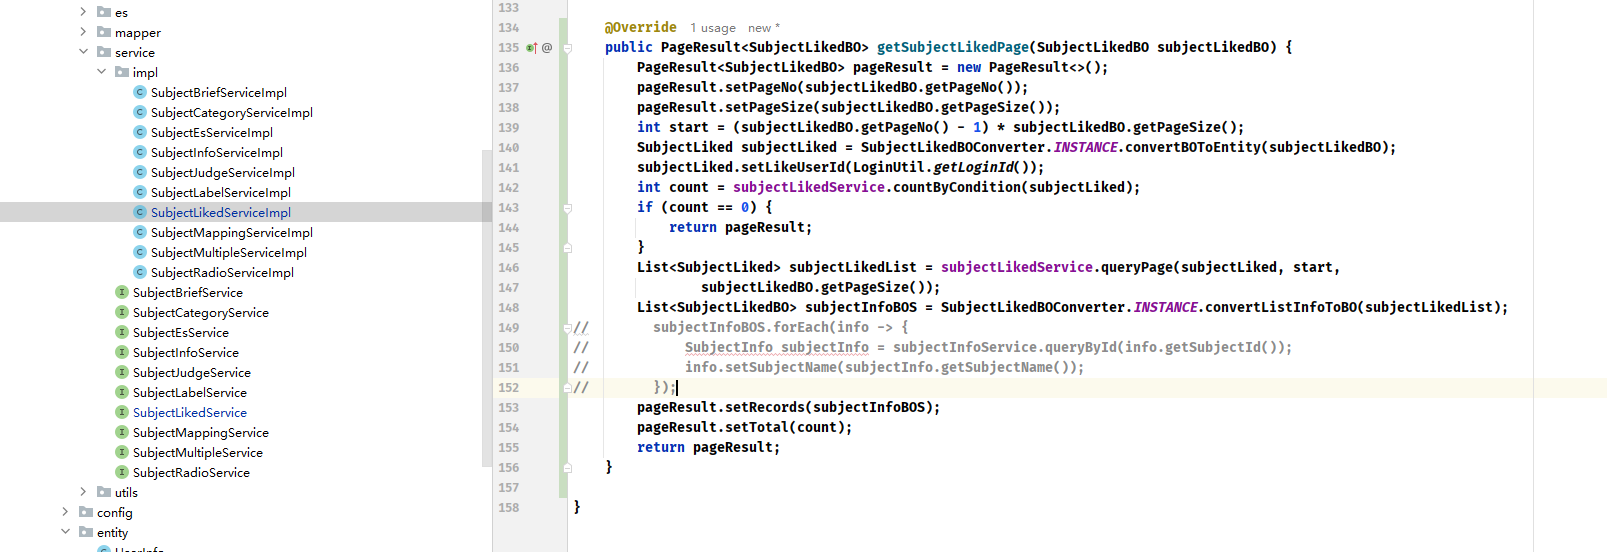 es
mapper
service
impl
SubjectBriefServiceImpl
SubjectCategoryServiceImpl
SubjectEsServiceImpl
SubjectInfoServiceImpl
SubjectJudgeServiceImpl
SubjectLabelServiceImpl
SubjectLikedServiceImpl
SubjectMappingServiceImpl
SubjectMultipleServiceImpl
SubjectRadioServiceImpl
SubjectBriefService
SubjectCategoryService
SubjectEsService
SubjectInfoService
SubjectJudgeService
SubjectLabelService
SubjectLikedService
SubjectMappingService
SubjectMultipleService
SubjectRadioService
utils
config
entity
UserInfo
133
134 @Override 1 usage new *
135 @ public PageResult<SubjectLikedBO> getSubjectLikedPage(SubjectLikedBO subjectLikedBO) {
136 PageResult<SubjectLikedBO> pageResult = new PageResult<>();
137 pageResult.setPageNo(subjectLikedBO.getPageNo());
138 pageResult.setPageSize(subjectLikedBO.getPageSize());
139 int start = (subjectLikedBO.getPageNo() - 1) * subjectLikedBO.getPageSize();
140 SubjectLiked subjectLiked = SubjectLikedBOConverter.INSTANCE.convertBOToEntity(subjectLikedBO);
141 subjectLiked.setLikeUserId(LoginUtil.getLoginId());
142 int count = subjectLikedService.countByCondition(subjectLiked);
143 if (count == 0) {
144 return pageResult;
145 }
146 List<SubjectLiked> subjectLikedList = subjectLikedService.queryPage(subjectLiked, start,
147 subjectLikedBO.getPageSize());
148 List<SubjectLikedBO> subjectInfoBOS = SubjectLikedBOConverter.INSTANCE.convertListInfoToBO(subjectLikedList);
149 // subjectInfoBOS.forEach(info -> {
150 // SubjectInfo subjectInfo = subjectInfoService.queryById(info.getSubjectId());
151 // info.setSubjectName(subjectInfo.getSubjectName());
152 // });
153 pageResult.setRecords(subjectInfoBOS);
154 pageResult.setTotal(count);
155 return pageResult;
156 }
157
158 }